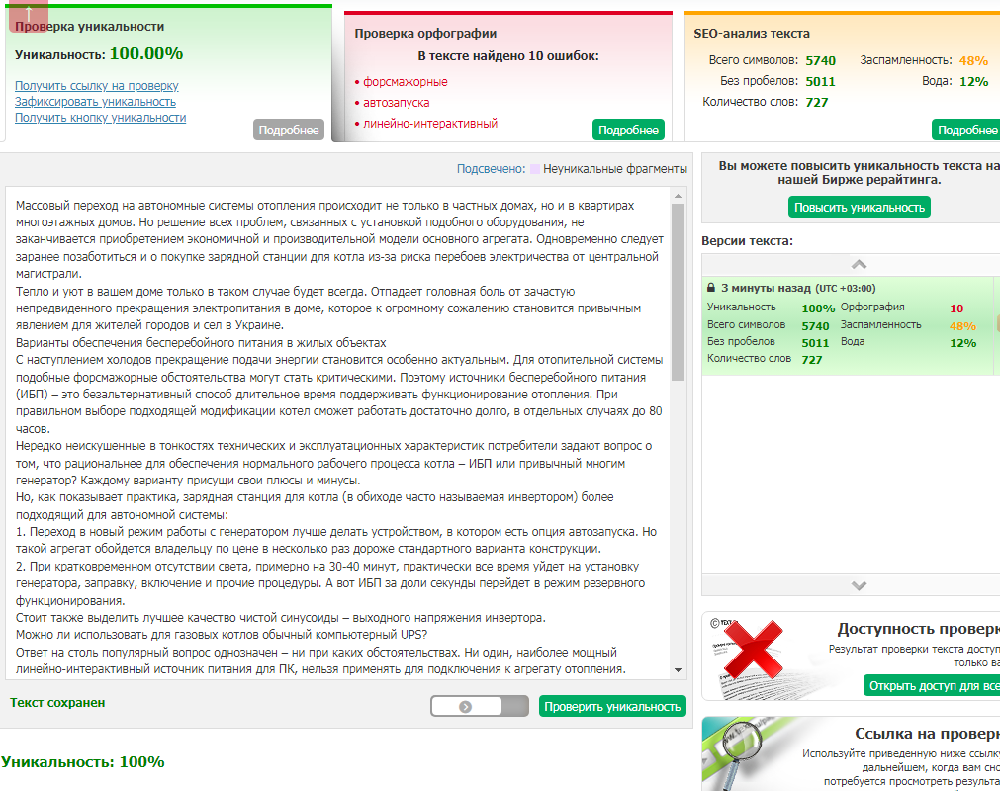 Проверка уникальности
Уникальность: 100.00%
Получить ссылку на проверку
Зафиксировать уникальность
Получить кнопку уникальности
Подробнее
Проверка орфографии
В тексте найдено 10 ошибок:
• форсмажорные
• автозапуска
• линейно-интерактивный
Подробнее
SEO-анализ текста
Всего символов: 5740 Заспамленность: 48%
Без пробелов: 5011 Вода: 12%
Количество слов: 727
Подробнее
Подсвечено: Неуникальные фрагменты
Массовый переход на автономные системы отопления происходит не только в частных домах, но и в квартирах
многоэтажных домов. Но решение всех проблем, связанных с установкой подобного оборудования, не
заканчивается приобретением экономичной и производительной модели основного агрегата. Одновременно следует
заранее позаботиться и о покупке зарядной станции для котла из-за риска перебоев электричества от центральной
магистрали.
Тепло и уют в вашем доме только в таком случае будет всегда. Отпадает головная боль от зачастую
непредвиденного прекращения электропитания в доме, которое к огромному сожалению становится привычным
явлением для жителей городов и сел в Украине.
Варианты обеспечения бесперебойного питания в жилых объектах
С наступлением холодов прекращение подачи энергии становится особенно актуальным. Для отопительной системы
подобные форсмажорные обстоятельства могут стать критическими. Поэтому источники бесперебойного питания
(ИБП) – это безальтернативный способ длительное время поддерживать функционирование отопления. При
правильном выборе подходящей модификации котел сможет работать достаточно долго, в отдельных случаях до 80
часов.
Нередко неискушенные в тонкостях технических и эксплуатационных характеристик потребители задают вопрос о
том, что рациональнее для обеспечения нормального рабочего процесса котла – ИБП или привычный многим
генератор? Каждому варианту присущи свои плюсы и минусы.
Но, как показывает практика, зарядная станция для котла (в обиходе часто называемая инвертором) более
подходящий для автономной системы:
1. Переход в новый режим работы с генератором лучше делать устройством, в котором есть опция автозапуска. Но
такой агрегат обойдется владельцу по цене в несколько раз дороже стандартного варианта конструкции.
2. При кратковременном отсутствии света, примерно на 30-40 минут, практически все время уйдет на установку
генератора, заправку, включение и прочие процедуры. А вот ИБП за доли секунды перейдет в режим резервного
функционирования.
Стоит также выделить лучшее качество чистой синусоиды – выходного напряжения инвертора.
Можно ли использовать для газовых котлов обычный компьютерный UPS?
Ответ на столь популярный вопрос однозначен – ни при каких обстоятельствах. Ни один, наиболее мощный
линейно-интерактивный источник питания для ПК, нельзя применять для подключения к агрегату отопления.
Текст сохранен
Проверить уникальность
Уникальность: 100%
Вы можете повысить уникальность текста на
нашей Бирже рерайтинга.
Повысить уникальность
Версии текста:
3 минуты назад (UTC +03:00)
Уникальность 100% Орфография 10
Всего символов 5740 Заспамленность 48%
Без пробелов 5011 Вода 12%
Количество слов 727
Доступность проверк
Результат проверки текста доступ
только ва
Открыть доступ для все
Ссылка на проверк
Используйте приведенную ниже ссылку
дальнейшем, когда вам сно
потребуется просмотреть результа